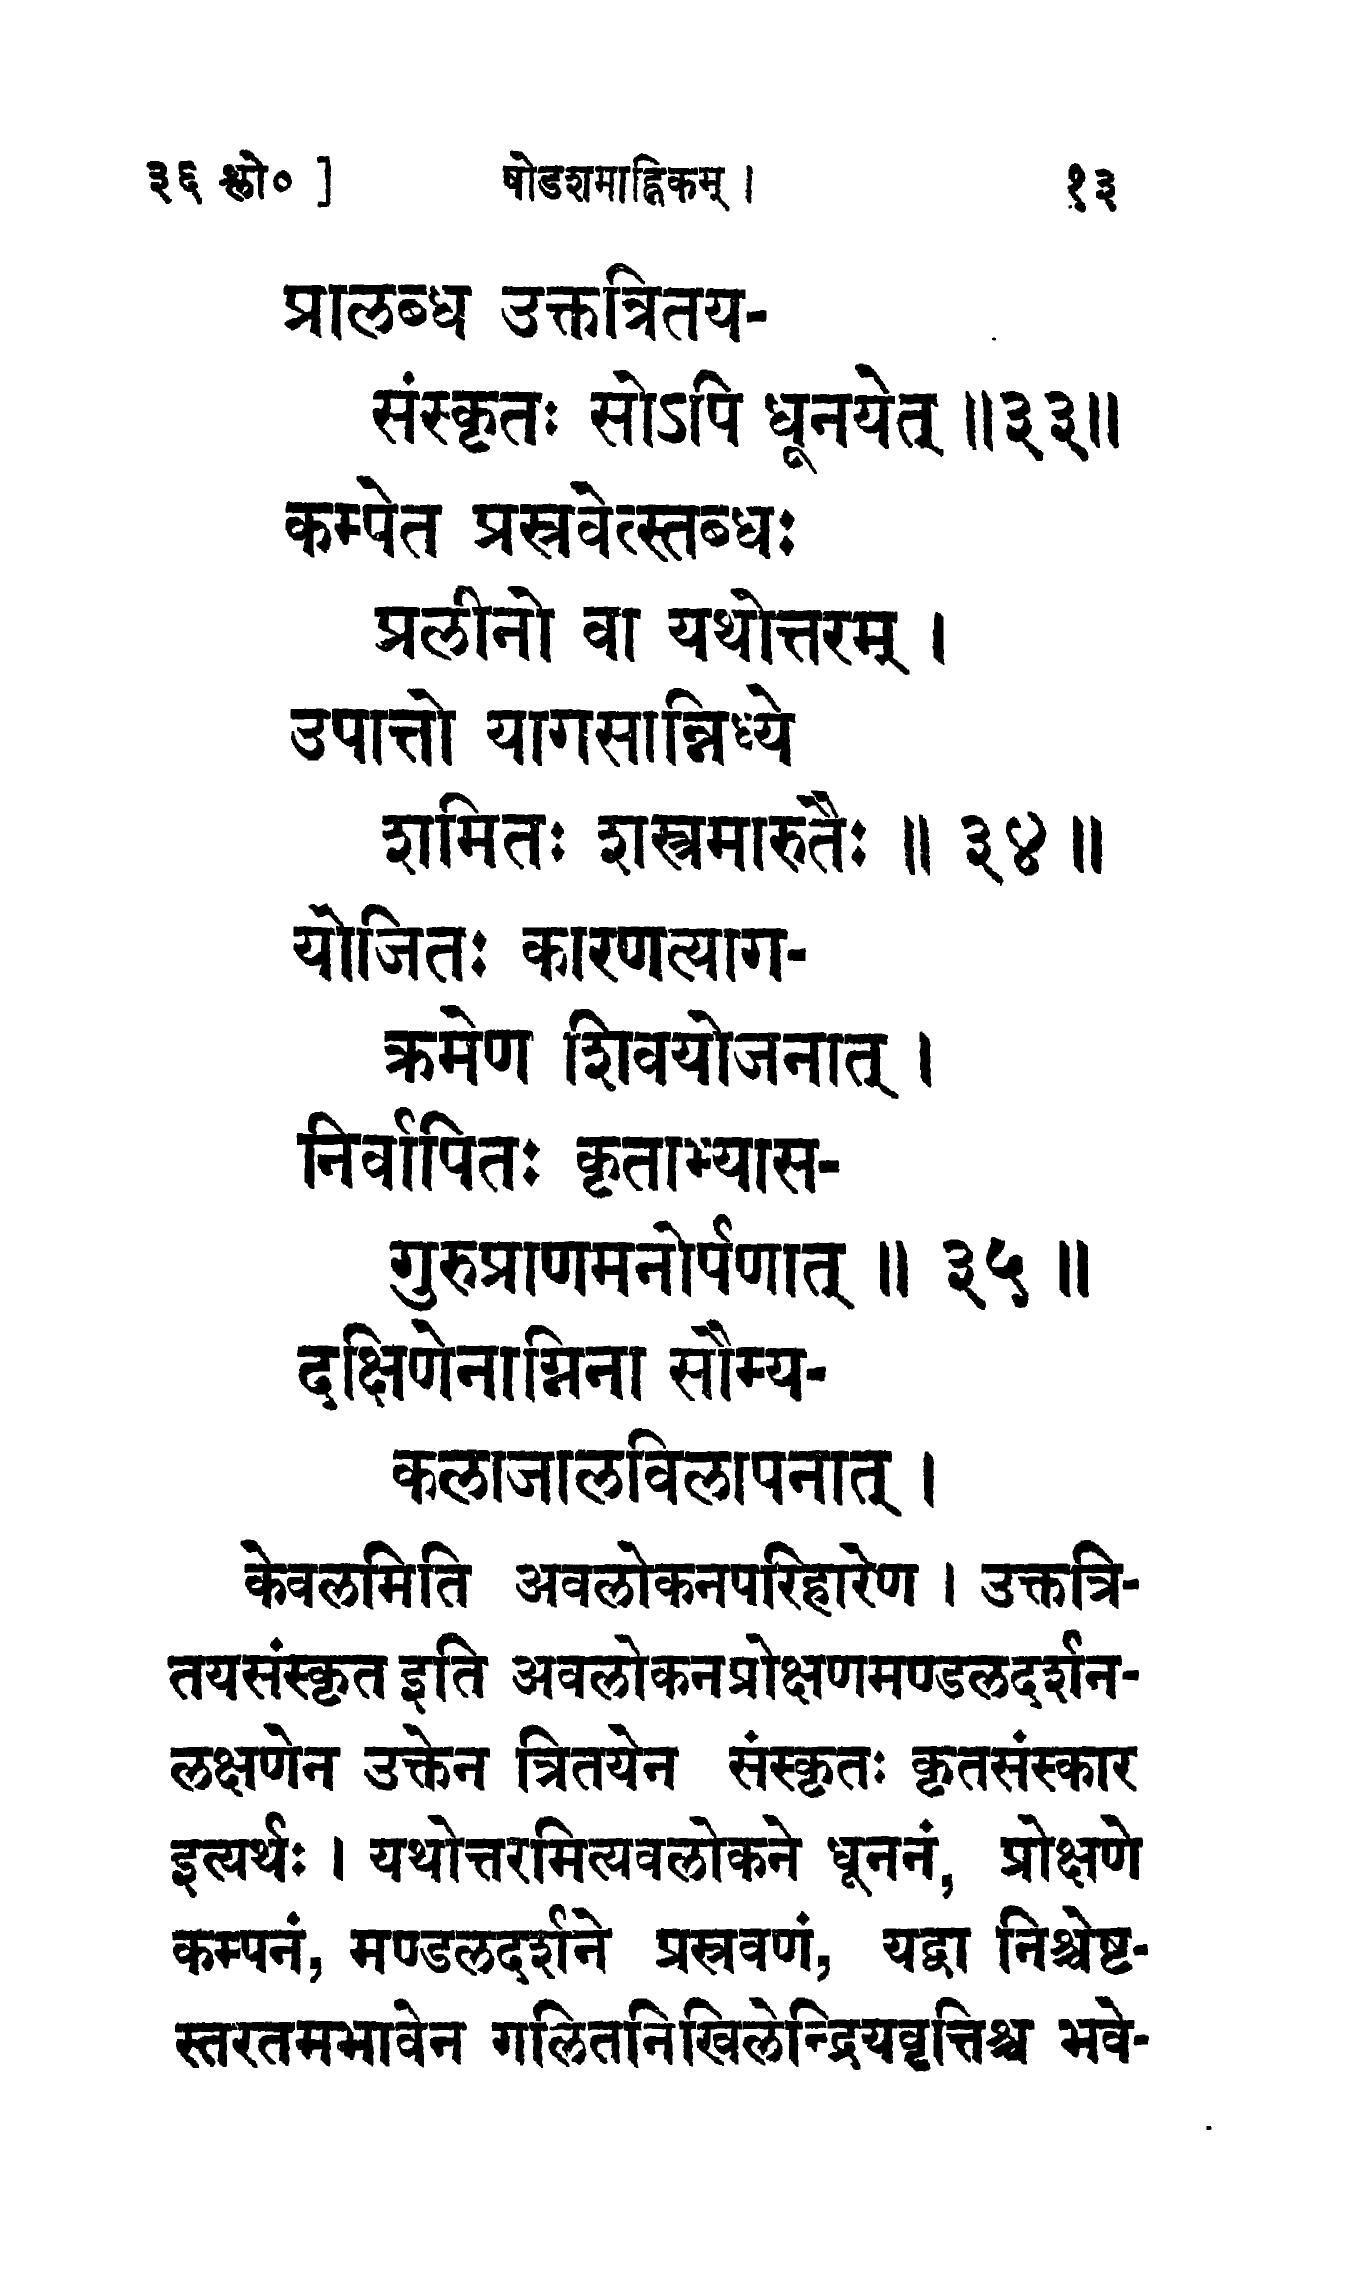 ३६ श्लो० ] षोडशमाह्निकम् । १३
प्रालब्ध उक्तत्रितय-
संस्कृतः सोऽपि धूनयेत् ॥३३॥
कम्पेत प्रस्रवेत्स्तब्धः
प्रलीनो वा यथोत्तरम् ।
उपात्तो यागसान्निध्ये
शमितः शस्त्रमारुतैः ॥ ३४ ॥
योजितः कारणत्याग-
क्रमेण शिवयोजनात् ।
निर्वापितः कृताभ्यास-
गुरुप्राणमनोर्पणात् ॥ ३५ ॥
दक्षिणेनाग्निना सौम्य-
कलाजालविलापनात् ।
केवलमिति अवलोकनपरिहारेण । उक्तत्रि-
तयसंस्कृत इति अवलोकनप्रोक्षणमण्डलदर्शन-
लक्षणेन उक्तेन त्रितयेन संस्कृतः कृतसंस्कार
इत्यर्थः । यथोत्तरमित्यवलोकने धूननं, प्रोक्षणे
कम्पनं, मण्डलदर्शने प्रस्रवणं, यद्वा निश्चेष्ट-
स्तरतमभावेन गलितनिखिलेन्द्रियवृत्तिश्च भवे-